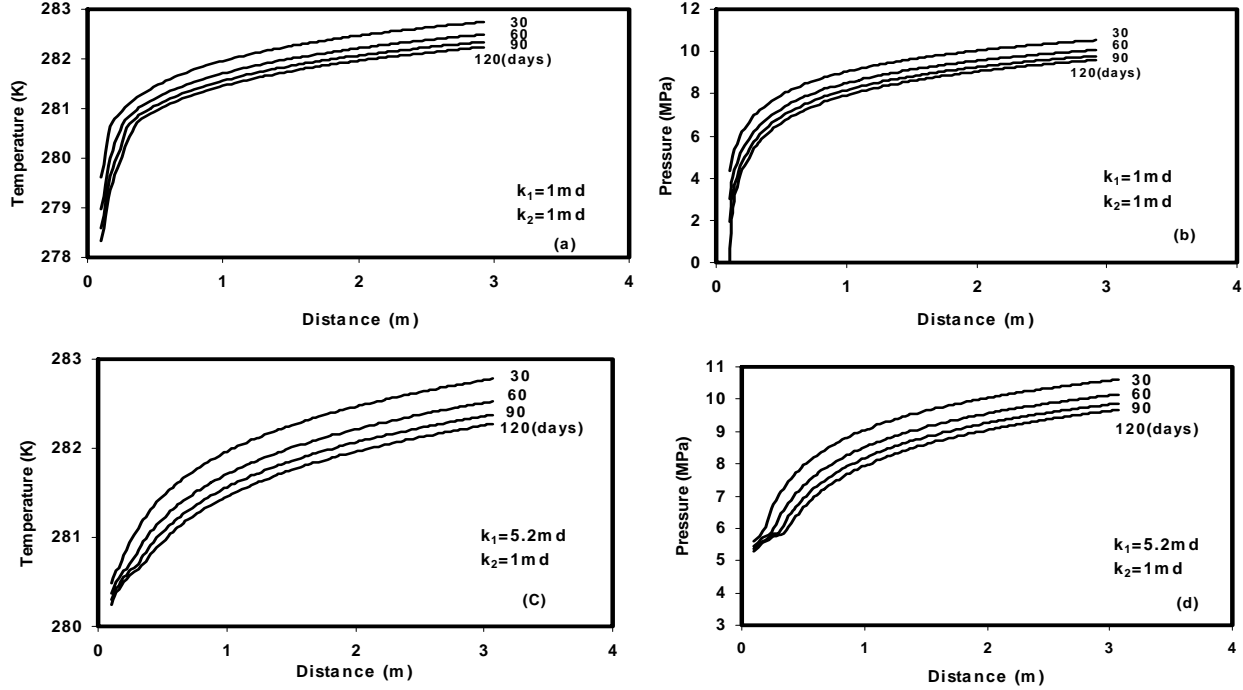 283
282
281
280
279
278
Temperature (K)
0
1
2
3
4
Distance (m)
30
60
90
120(days)
k₁=1md
k₂=1md
(a)
12
10
8
6
4
2
0
Pressure (MPa)
0
1
2
3
4
Distance (m)
30
60
90
120(days)
k₁=1md
k₂=1md
(b)
283
282
281
280
Temperature (K)
0
1
2
3
4
Distance (m)
30
60
90
120(days)
k₁=5.2md
k₂=1md
(C)
11
10
9
8
7
6
5
4
3
Pressure (MPa)
0
1
2
3
4
Distance (m)
30
60
90
120(days)
k₁=5.2md
k₂=1md
(d)